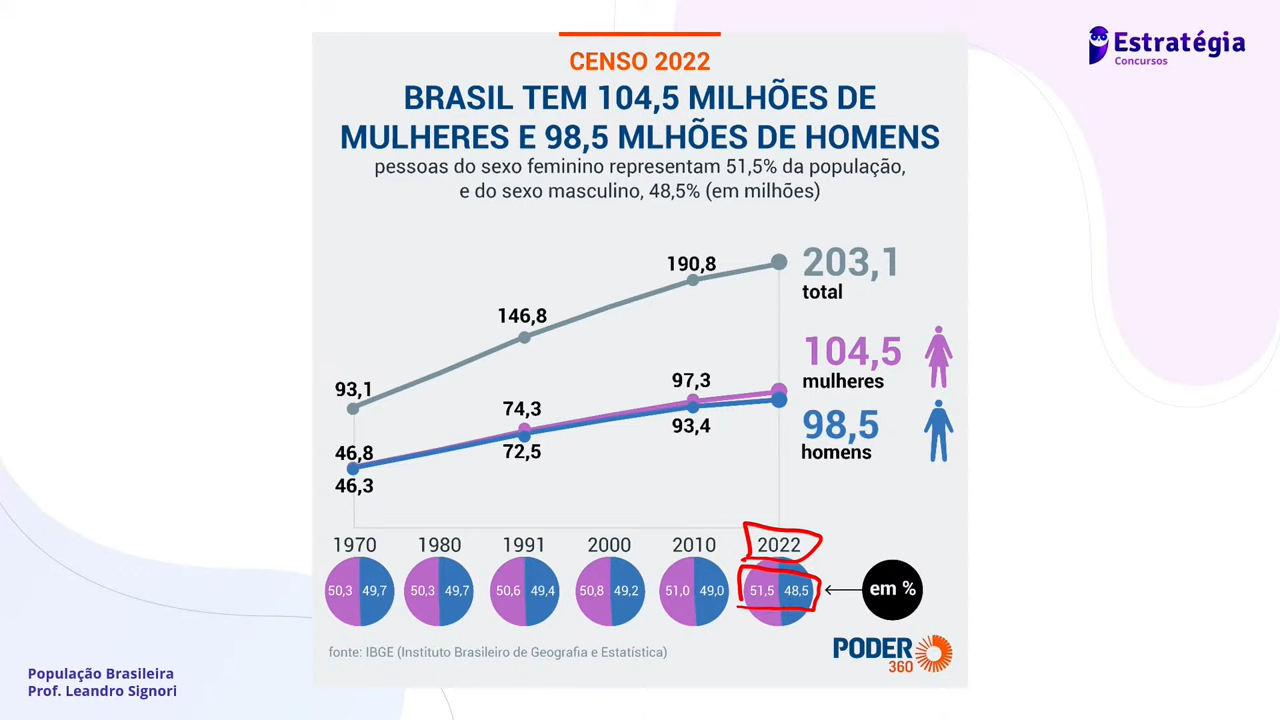 Estratégia
Concursos
CENSO 2022
BRASIL TEM 104,5 MILHÕES DE
MULHERES E 98,5 MLHÕES DE HOMENS
pessoas do sexo feminino representam 51,5% da população,
e do sexo masculino, 48,5% (em milhões)
203,1
total
190,8
146,8
93,1
104,5
mulheres
97,3
74,3
46,8
98,5
homens
93,4
72,5
46,3
1970 1980 1991 2000 2010 2022
50,3 49,7 50,3 49,7 50,6 49,4 50,8 49,2 51,0 49,0 51,5 48,5
em %
fonte: IBGE (Instituto Brasileiro de Geografia e Estatística)
PODER
360
População Brasileira
Prof. Leandro Signori